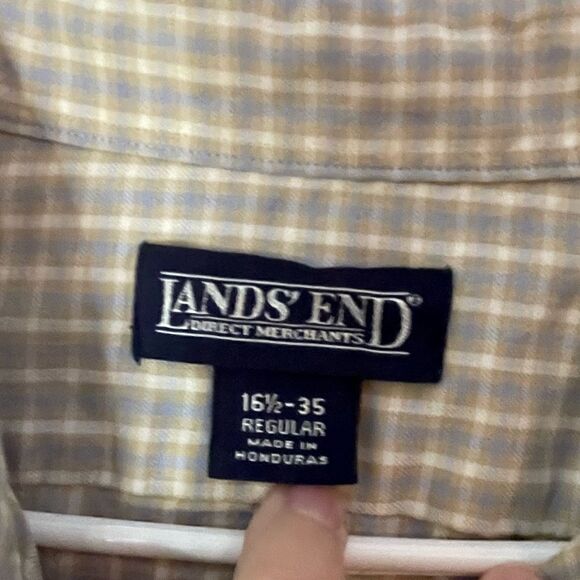 LANDS' END®
DIRECT MERCHANTS
16½-35
REGULAR
MADE IN
HONDURAS